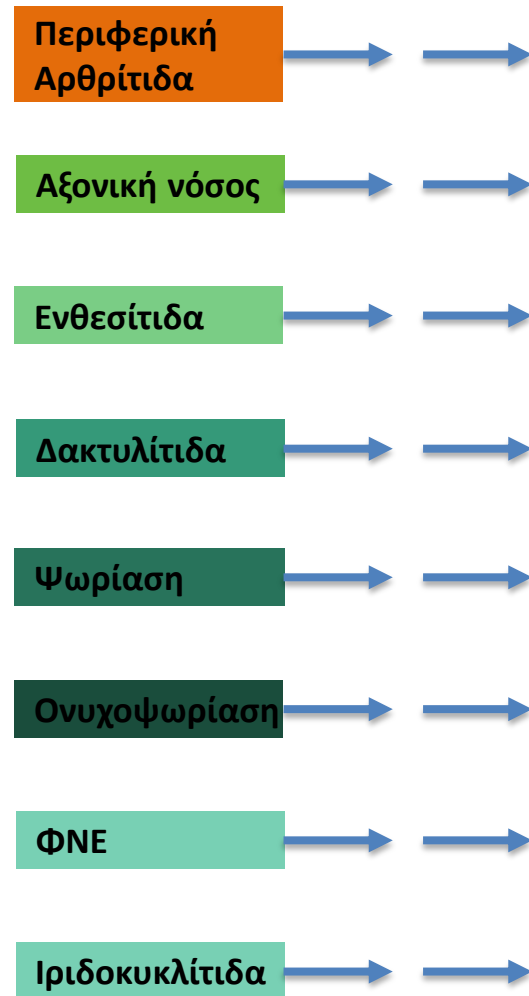 Περιφερική
Αρθρίτιδα
Αξονική νόσος
Ενθεσίτιδα
Δακτυλίτιδα
Ψωρίαση
Ονυχοψωρίαση
ΦΝΕ
Ιριδοκυκλίτιδα